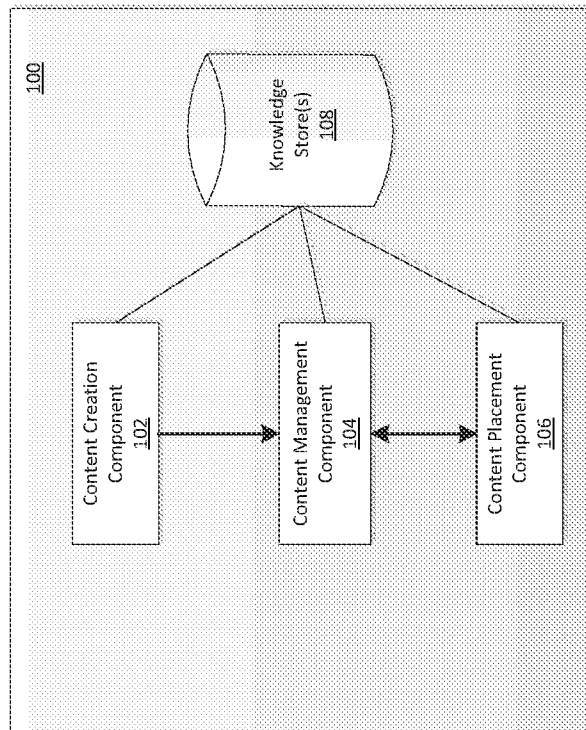 100
Content Creation
Component
102
Content Management
Component
104
Content Placement
Component
106
Knowledge
Store(s)
108